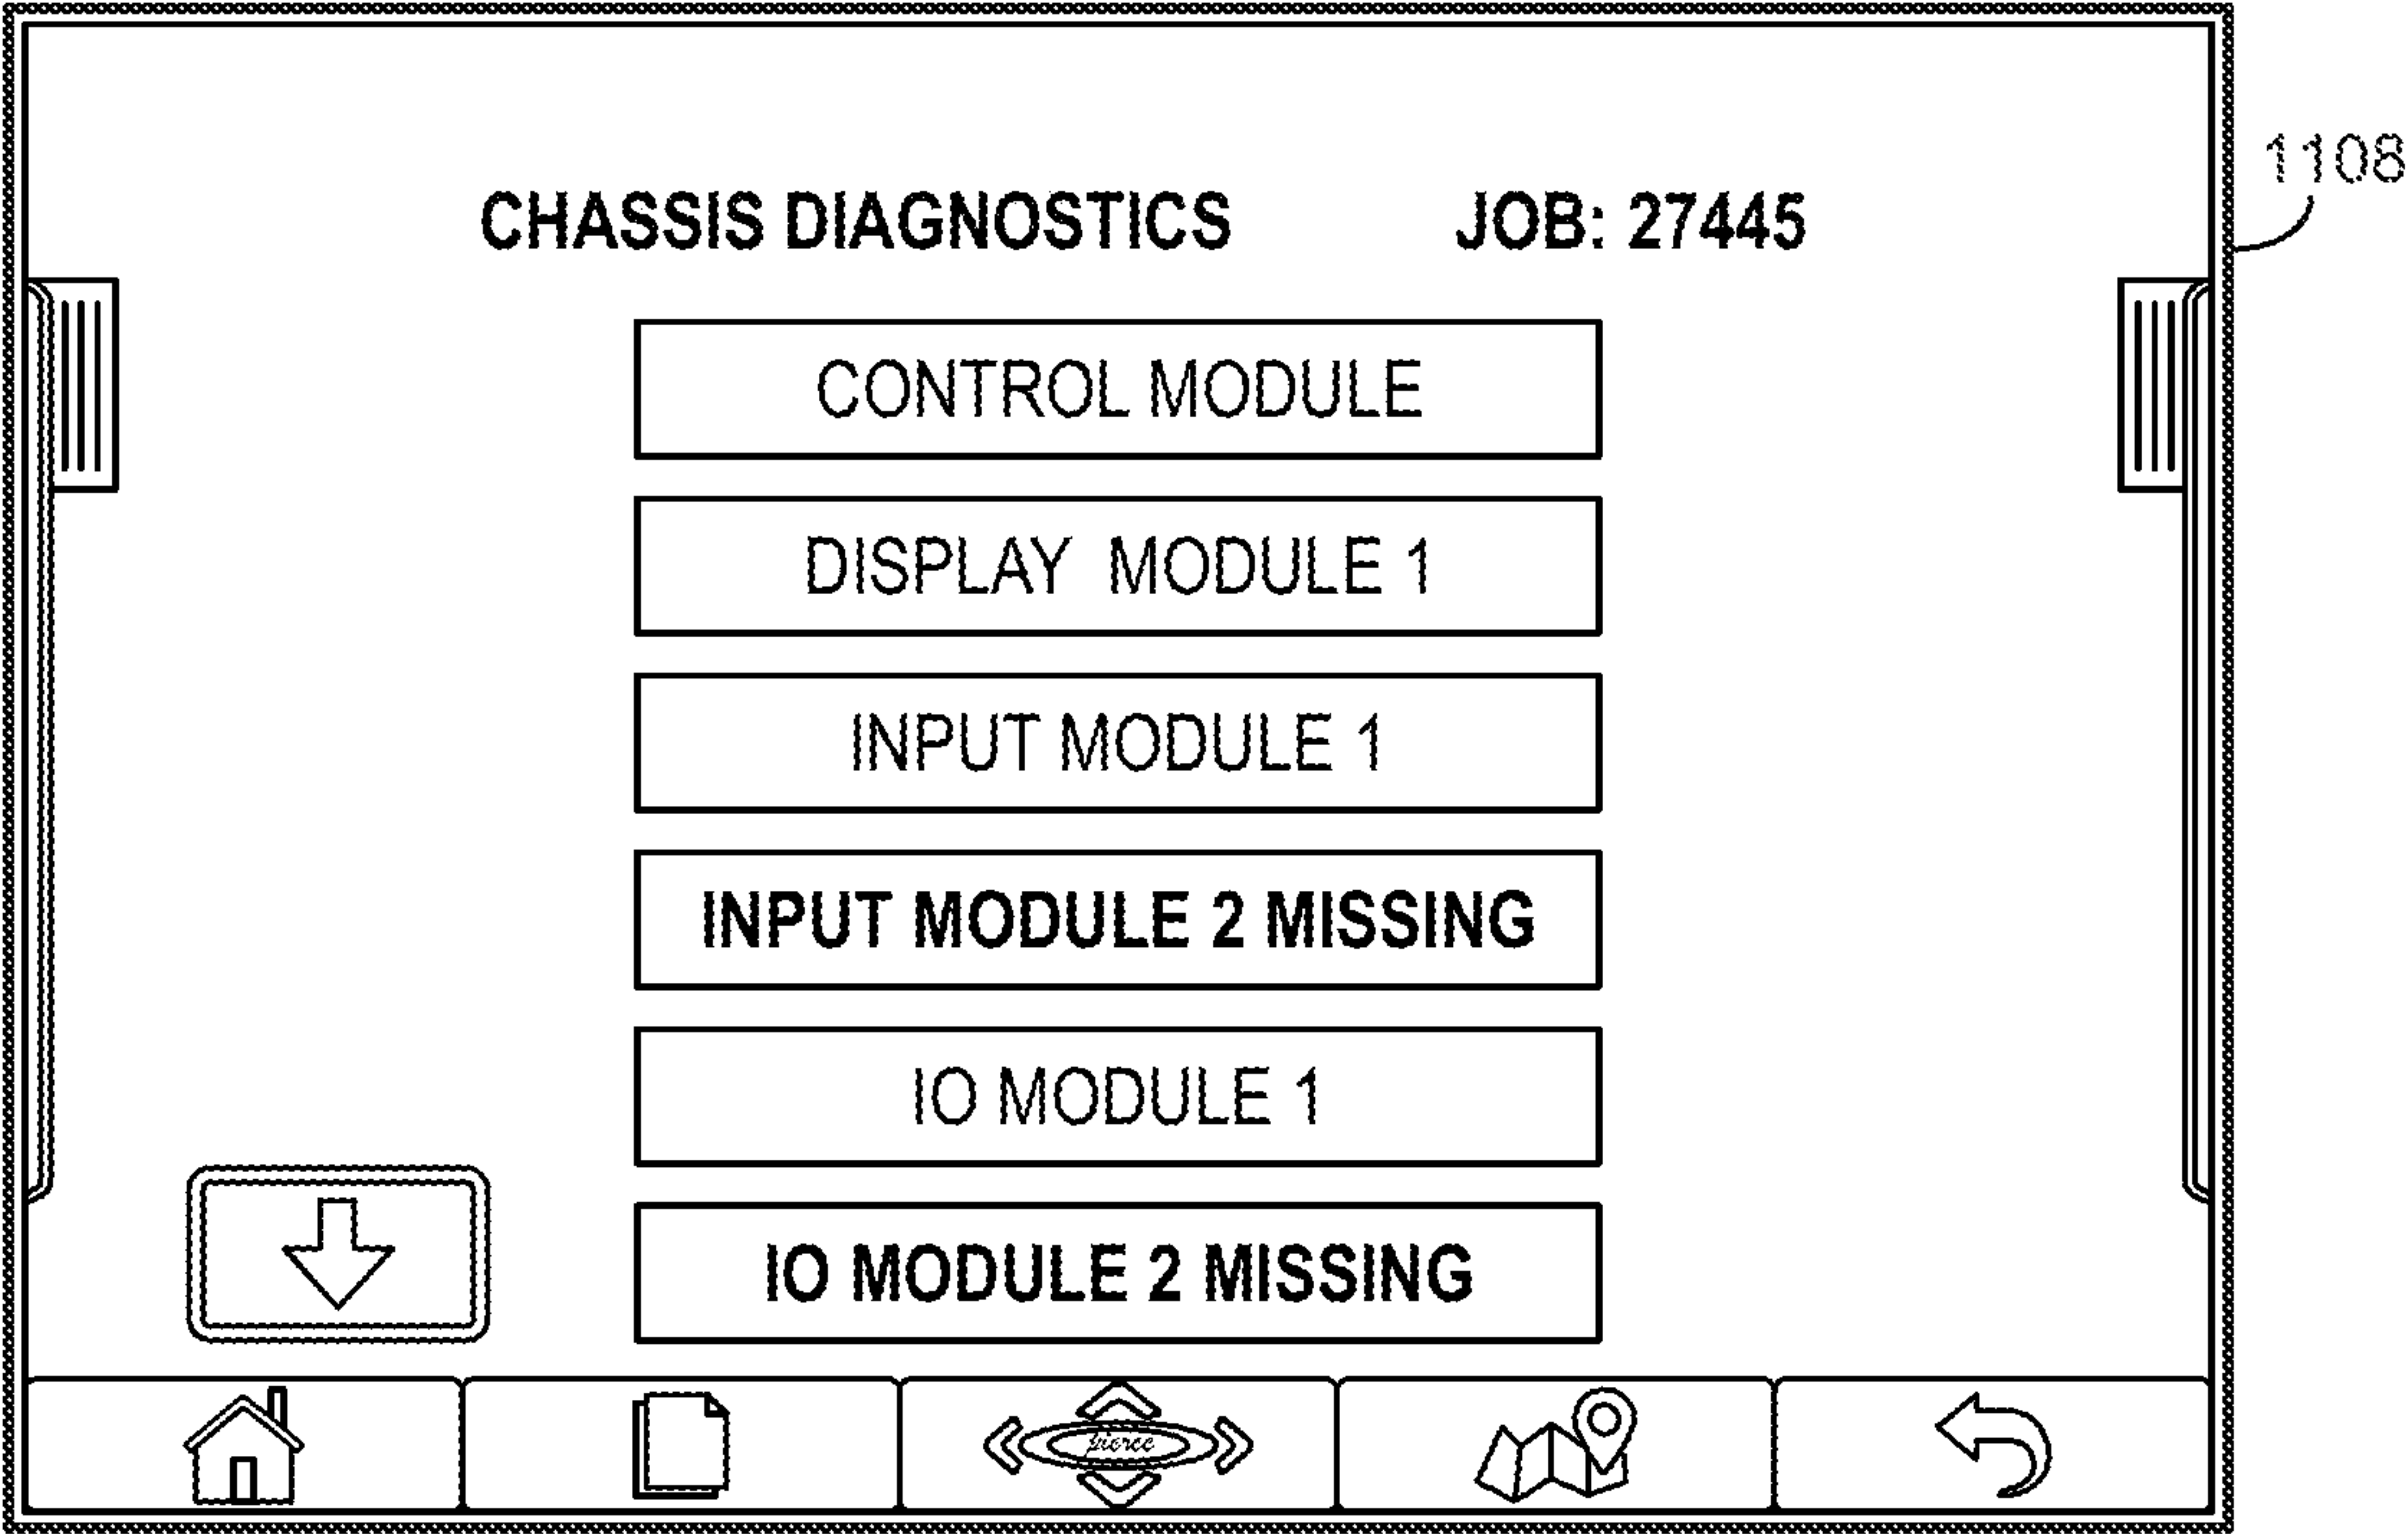 1108
CHASSIS DIAGNOSTICS JOB: 27445
CONTROL MODULE
DISPLAY MODULE 1
INPUT MODULE 1
INPUT MODULE 2 MISSING
IO MODULE 1
IO MODULE 2 MISSING
pierce